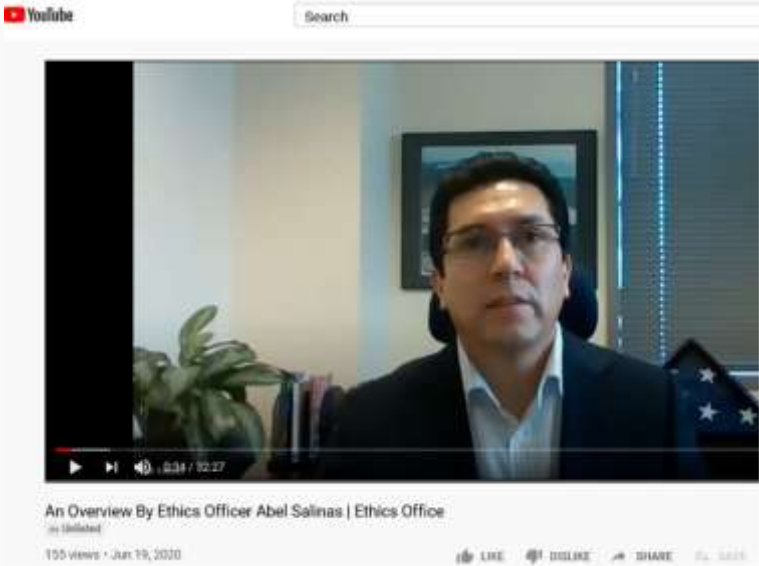 YouTube
Search
0:34 / 32:27
An Overview By Ethics Officer Abel Salinas | Ethics Office
Unlisted
155 views • Jun 19, 2020
LIKE DISLIKE SHARE SAVE